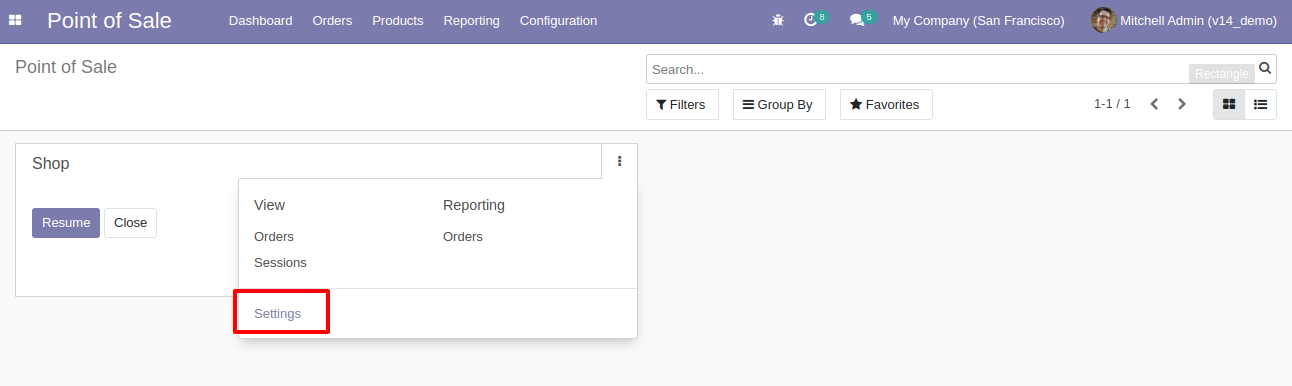 Point of Sale Dashboard Orders Products Reporting Configuration 8 5 My Company (San Francisco) Mitchell Admin (v14_demo)
Point of Sale
Search... Rectangle
Filters Group By Favorites 1-1 / 1
Shop
View Reporting
Resume Close
Orders Orders
Sessions
Settings